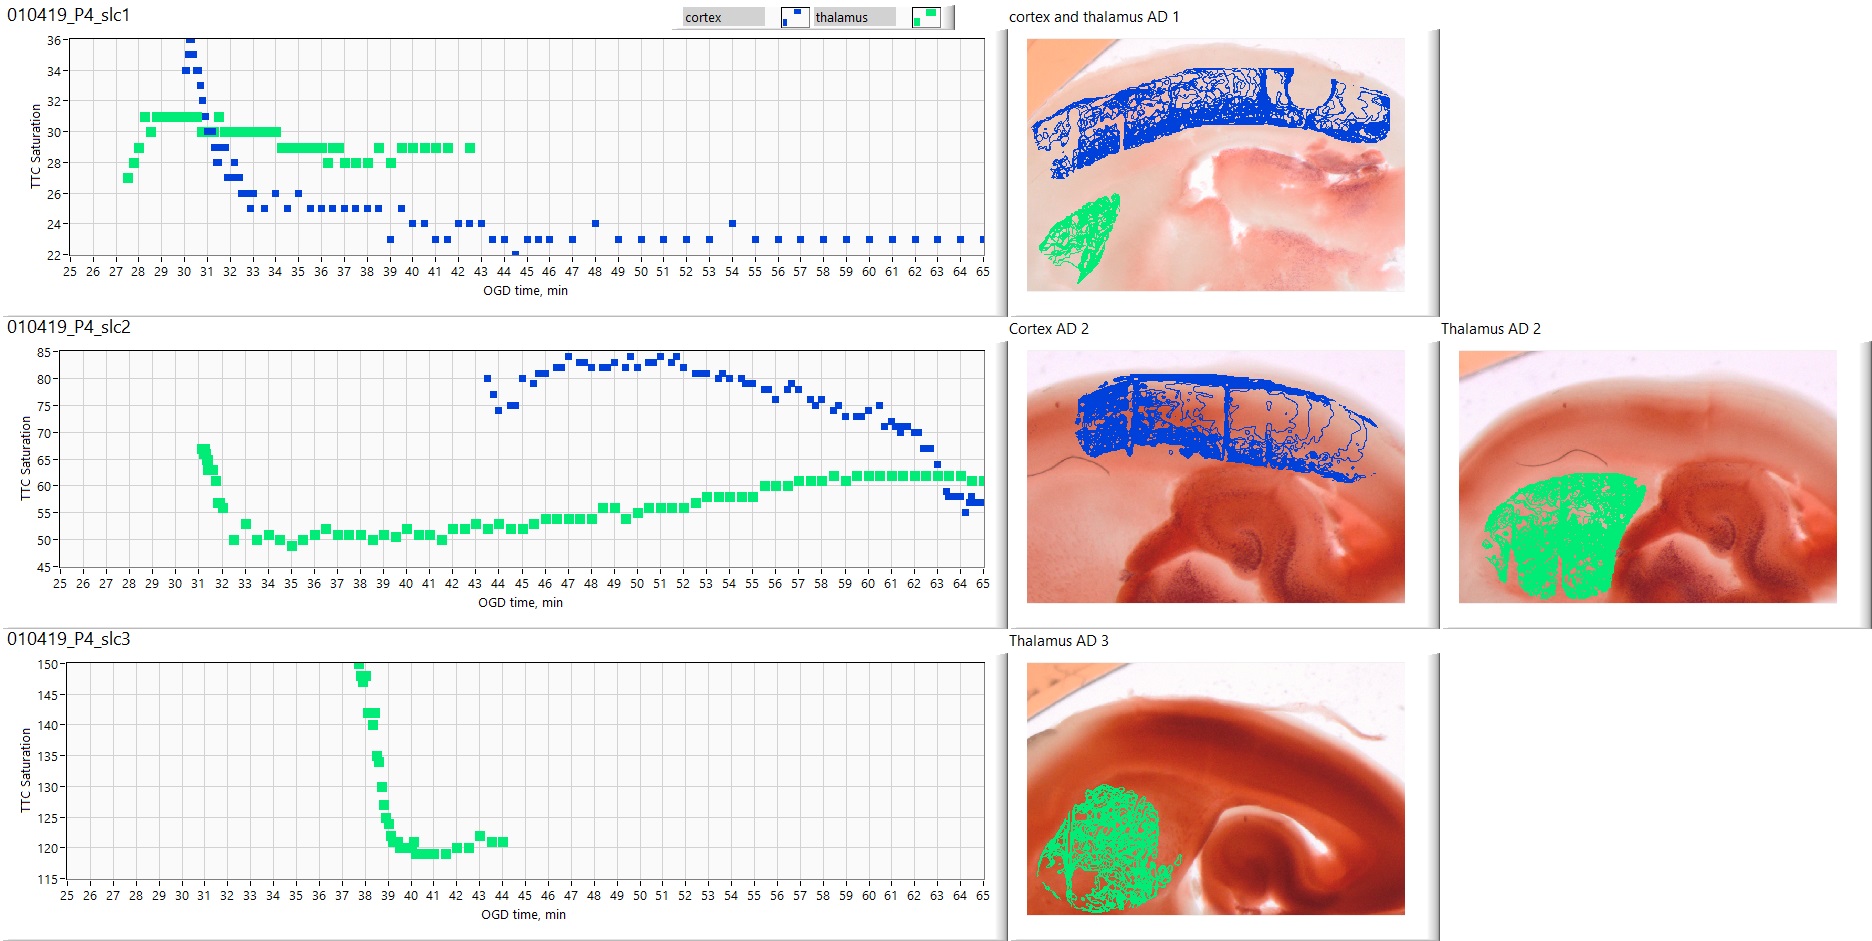 010419_P4_slc1
cortex
thalamus
cortex and thalamus AD 1
36
34
32
30
28
26
24
22
TTC Saturation
25 26 27 28 29 30 31 32 33 34 35 36 37 38 39 40 41 42 43 44 45 46 47 48 49 50 51 52 53 54 55 56 57 58 59 60 61 62 63 64 65
OGD time, min
010419_P4_slc2
Cortex AD 2
Thalamus AD 2
85
80
75
70
65
60
55
50
45
TTC Saturation
25 26 27 28 29 30 31 32 33 34 35 36 37 38 39 40 41 42 43 44 45 46 47 48 49 50 51 52 53 54 55 56 57 58 59 60 61 62 63 64 65
OGD time, min
010419_P4_slc3
Thalamus AD 3
150
145
140
135
130
125
120
115
TTC Saturation
25 26 27 28 29 30 31 32 33 34 35 36 37 38 39 40 41 42 43 44 45 46 47 48 49 50 51 52 53 54 55 56 57 58 59 60 61 62 63 64 65
OGD time, min